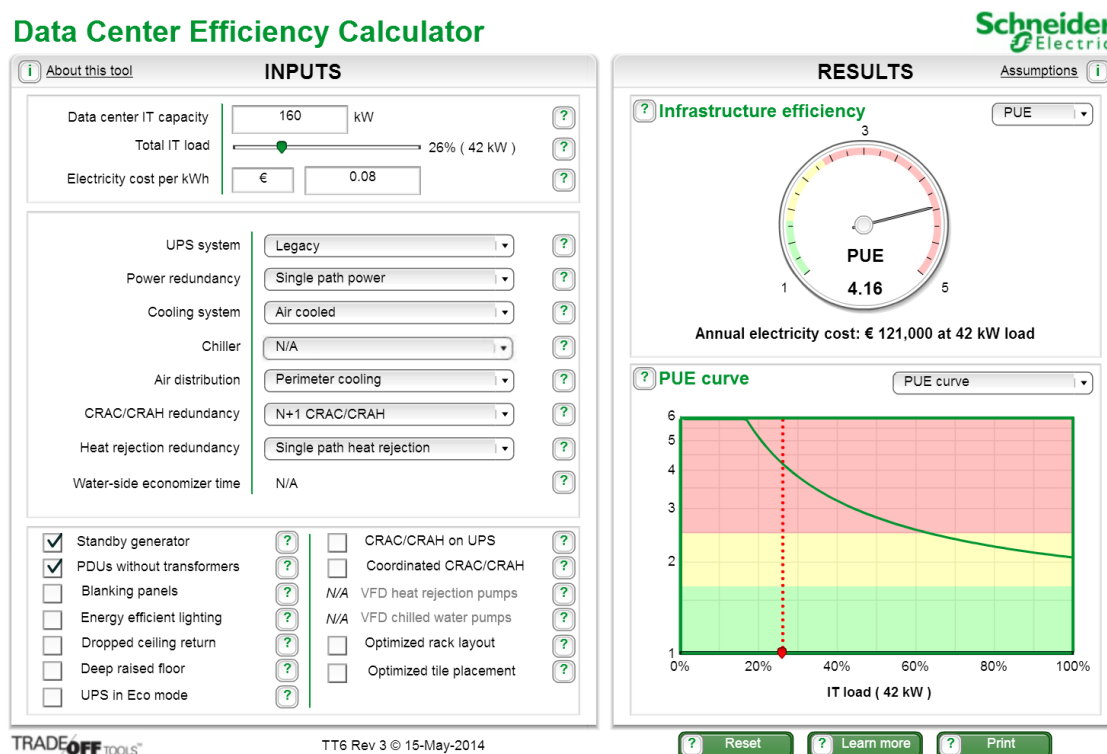 Data Center Efficiency Calculator
Schneider
Electric
i About this tool
INPUTS
Data center IT capacity 160 kW ?
Total IT load 26% ( 42 kW ) ?
Electricity cost per kWh € 0.08 ?
UPS system Legacy ?
Power redundancy Single path power ?
Cooling system Air cooled ?
Chiller N/A ?
Air distribution Perimeter cooling ?
CRAC/CRAH redundancy N+1 CRAC/CRAH ?
Heat rejection redundancy Single path heat rejection ?
Water-side economizer time N/A ?
Standby generator ? CRAC/CRAH on UPS ?
PDUs without transformers ? Coordinated CRAC/CRAH ?
Blanking panels ? N/A VFD heat rejection pumps ?
Energy efficient lighting ? N/A VFD chilled water pumps ?
Dropped ceiling return ? Optimized rack layout ?
Deep raised floor ? Optimized tile placement ?
UPS in Eco mode ?
RESULTS
Assumptions i
? Infrastructure efficiency PUE
3
PUE
1 4.16 5
Annual electricity cost: € 121,000 at 42 kW load
? PUE curve PUE curve
6
5
4
3
2
1
0% 20% 40% 60% 80% 100%
IT load ( 42 kW )
TRADE OFF TOOLS™
TT6 Rev 3 © 15-May-2014
? Reset ? Learn more ? Print